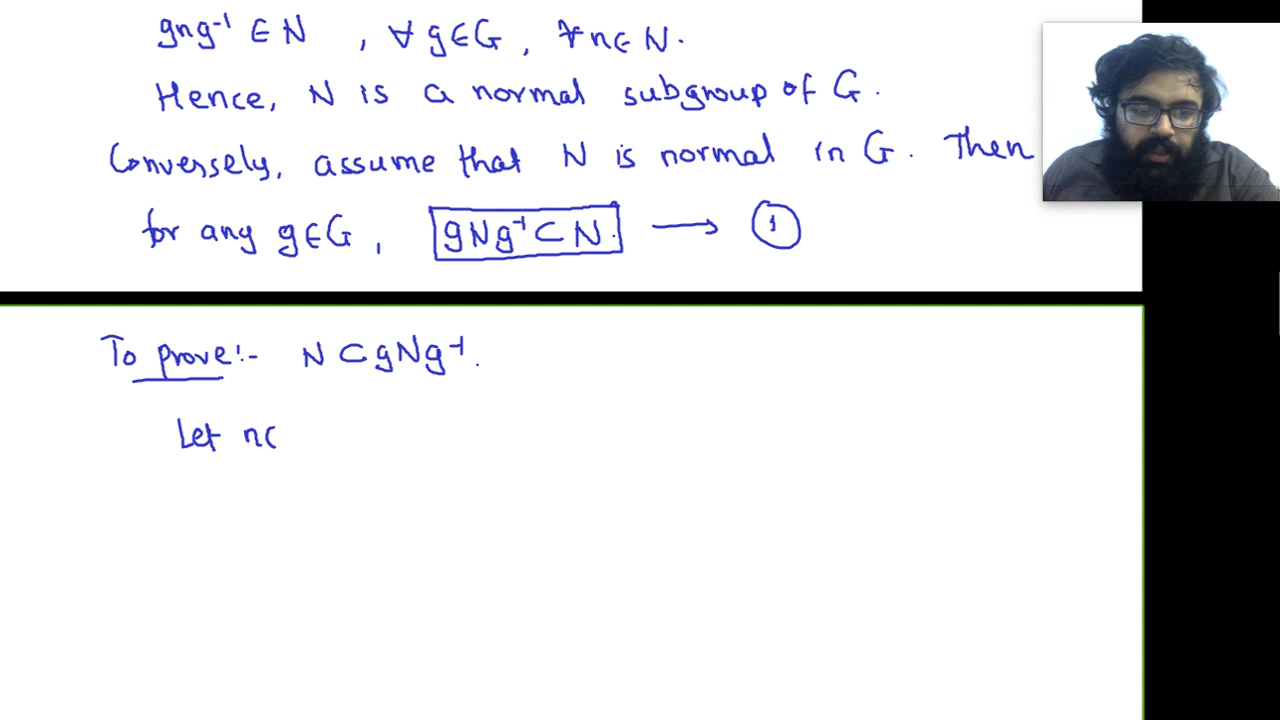 gng⁻¹ ∈ N , ∀ g∈G, ∀ n∈ N.
Hence, N is a normal subgroup of G.
Conversely, assume that N is normal in G. Then
for any g∈G, gNg⁻¹ ⊂ N. → ①
To prove:- N ⊂ gNg⁻¹.
Let n(